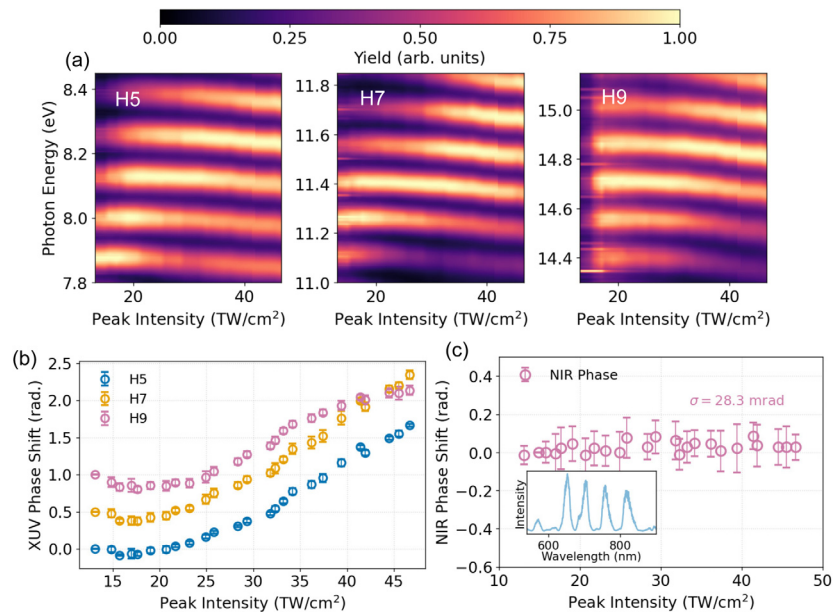 0.00 0.25 0.50 0.75 1.00
Yield (arb. units)
(a)
H5 H7 H9
Photon Energy (eV)
8.4
8.2
8.0
7.8
11.8
11.6
11.4
11.2
11.0
15.0
14.8
14.6
14.4
20 40 20 40 20 40
Peak Intensity (TW/cm²) Peak Intensity (TW/cm²) Peak Intensity (TW/cm²)
(b)
XUV Phase Shift (rad.)
2.5
2.0
1.5
1.0
0.5
0.0
H5
H7
H9
15 20 25 30 35 40 45
Peak Intensity (TW/cm²)
(c)
NIR Phase Shift (rad.)
0.4
0.2
0.0
−0.2
−0.4
−0.6
NIR Phase
σ = 28.3 mrad
Intensity
600 800
Wavelength (nm)
10 20 30 40 50
Peak Intensity (TW/cm²)